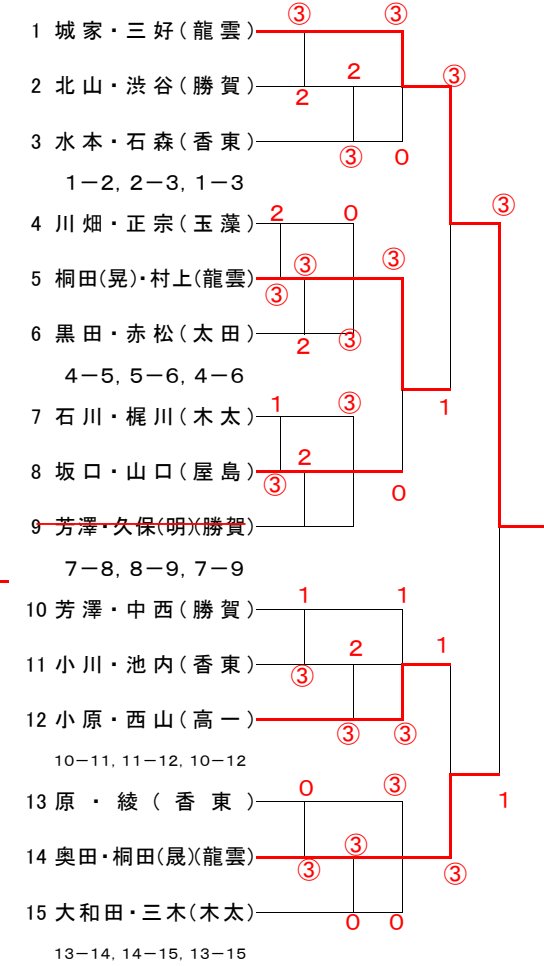 ③ ③
1 城家・三好(龍雲)
2 ③
2 北山・渋谷(勝賀)
2
3 水本・石森(香東)
③ 0
1－2, 2－3, 1－3
2 0 ③
4 川畑・正宗(玉藻)
③ ③
5 桐田(晃)・村上(龍雲)
③
6 黒田・赤松(太田)
2 ③
4－5, 5－6, 4－6
1 ③ 1
7 石川・梶川(木太)
2
8 坂口・山口(屋島)
③ 0
9 芳澤・久保(明)(勝賀)
7－8, 8－9, 7－9
1 1
10 芳澤・中西(勝賀)
2 1
11 小川・池内(香東)
③
12 小原・西山(高一)
③ ③
10－11, 11－12, 10－12
0 ③ 1
13 原・綾(香東)
③
14 奥田・桐田(晟)(龍雲)
③ ③
15 大和田・三木(木太)
0 0
13－14, 14－15, 13－15